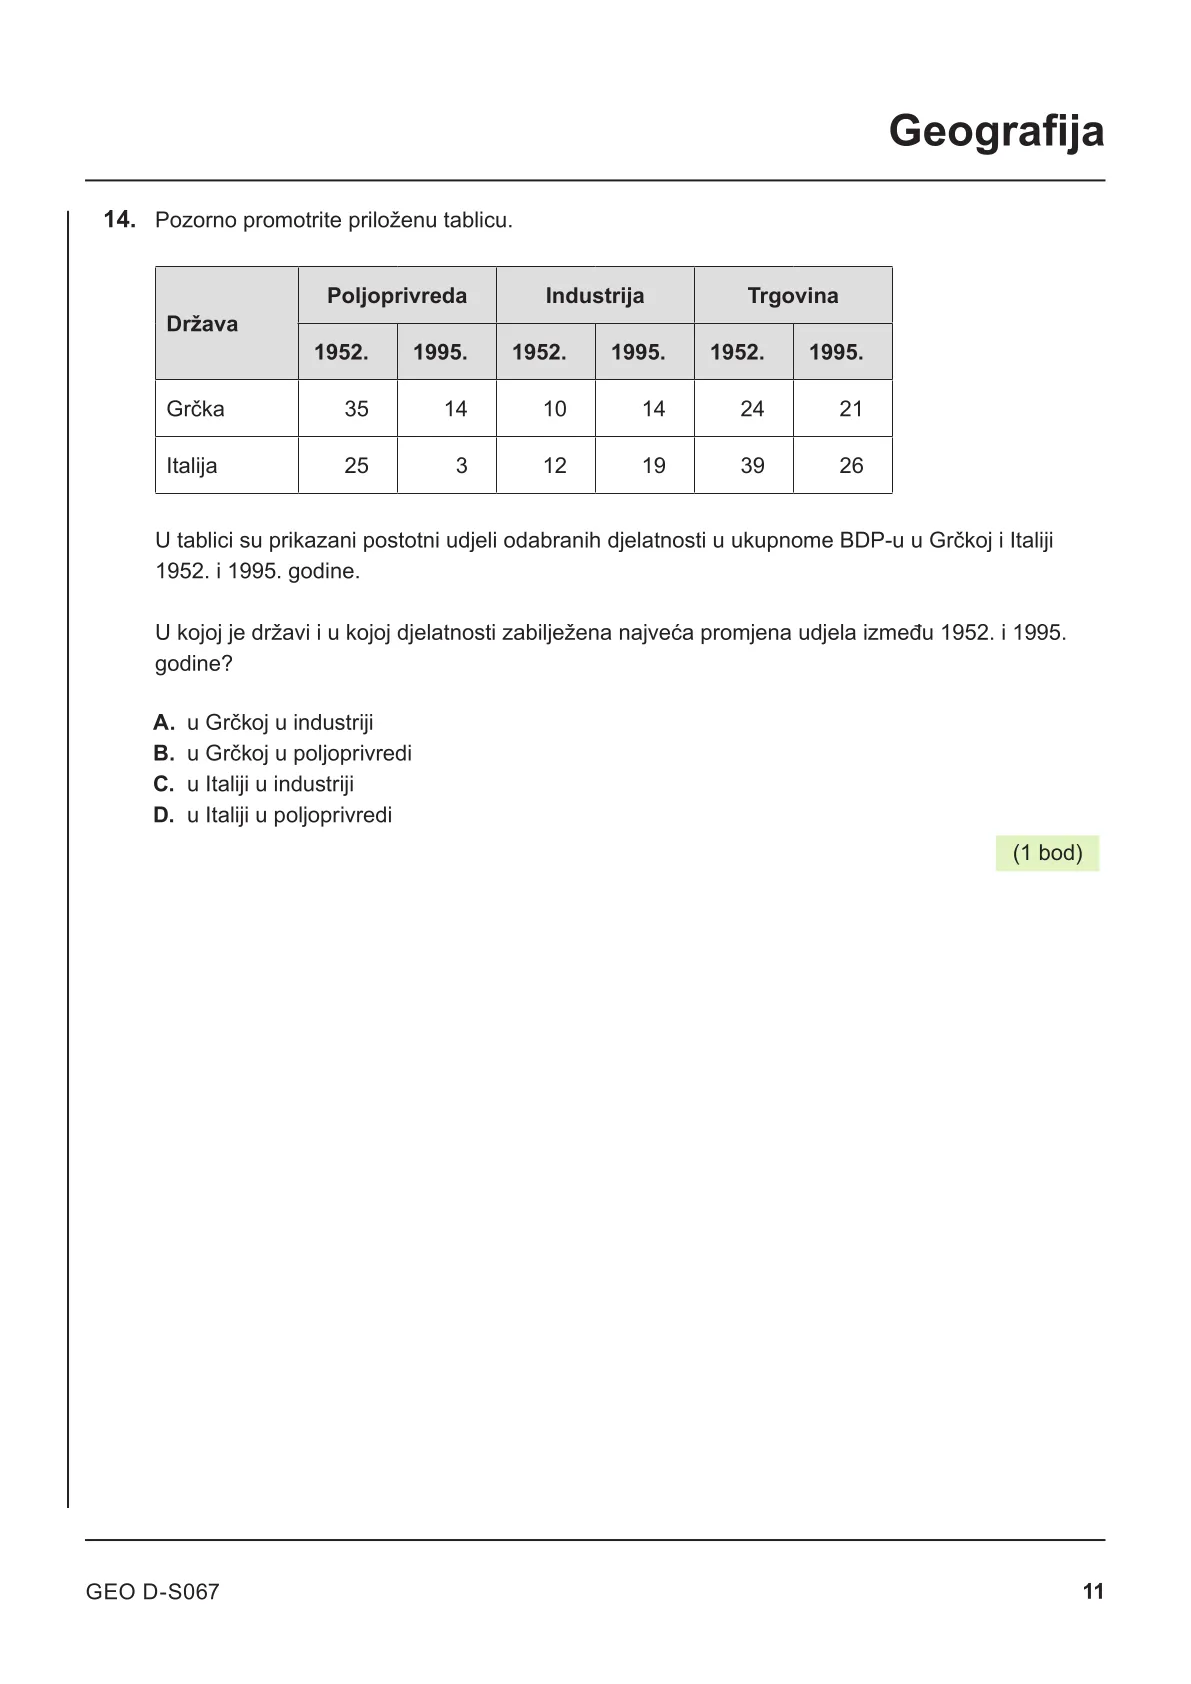 Geografija
14. Pozorno promotrite priloženu tablicu.
Država Poljoprivreda Industrija Trgovina
1952. 1995. 1952. 1995. 1952. 1995.
Grčka 35 14 10 14 24 21
Italija 25 3 12 19 39 26
U tablici su prikazani postotni udjeli odabranih djelatnosti u ukupnome BDP-u u Grčkoj i Italiji
1952. i 1995. godine.
U kojoj je državi i u kojoj djelatnosti zabilježena najveća promjena udjela između 1952. i 1995.
godine?
A. u Grčkoj u industriji
B. u Grčkoj u poljoprivredi
C. u Italiji u industriji
D. u Italiji u poljoprivredi
(1 bod)
GEO D-S067
11